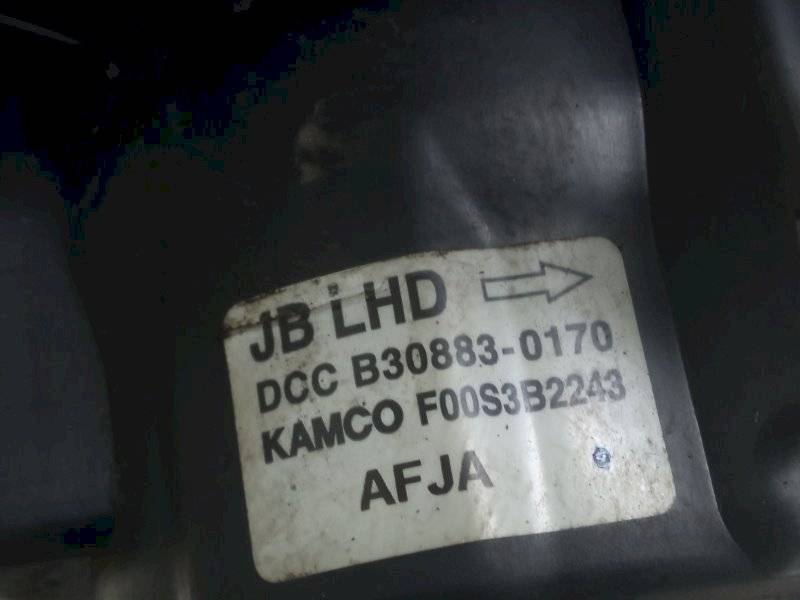 JB LHD
DCC B30883-0170
KAMCO F00S3B2243
AFJA